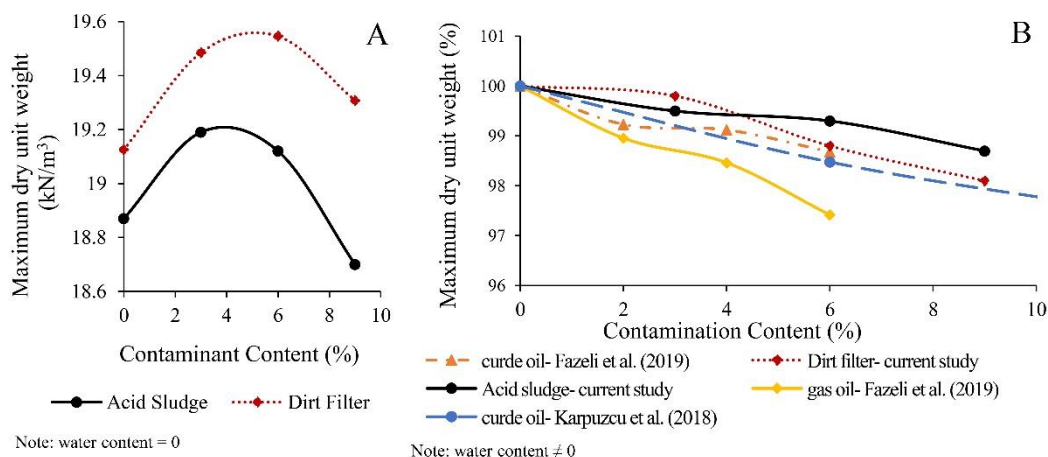 A
19.6
19.4
19.2
19
18.8
18.6
0 2 4 6 8 10
Maximum dry unit weight
(kN/m³)
Contaminant Content (%)
Acid Sludge Dirt Filter
Note: water content = 0
B
101
100
99
98
97
96
0 2 4 6 8 10
Maximum dry unit weight (%)
Contamination Content (%)
curde oil- Fazeli et al. (2019) Dirt filter- current study
Acid sludge- current study gas oil- Fazeli et al. (2019)
curde oil- Karpuzcu et al. (2018)
Note: water content ≠ 0